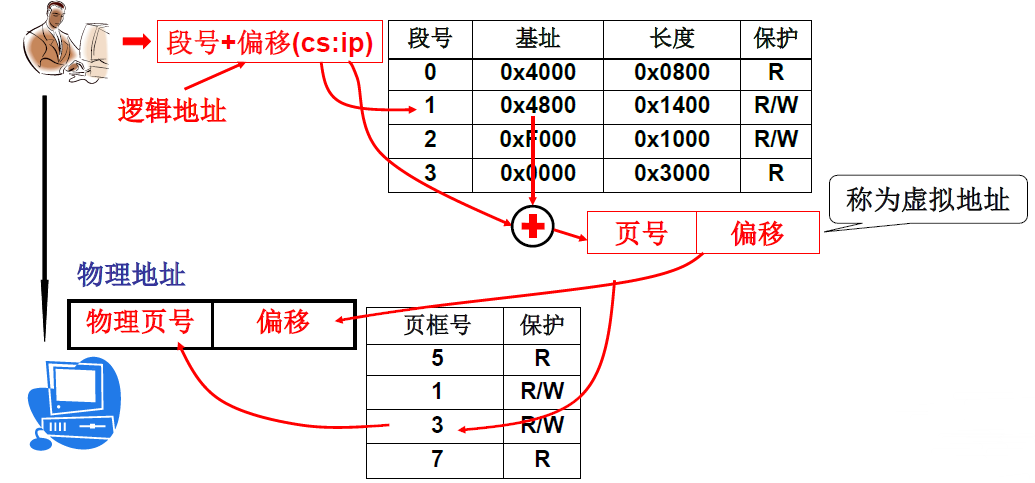 段号+偏移(cs:ip)
逻辑地址
段号 基址 长度 保护
0 0x4000 0x0800 R
1 0x4800 0x1400 R/W
2 0xF000 0x1000 R/W
3 0x0000 0x3000 R
称为虚拟地址
页号 偏移
物理地址
物理页号 偏移
页框号 保护
5 R
1 R/W
3 R/W
7 R